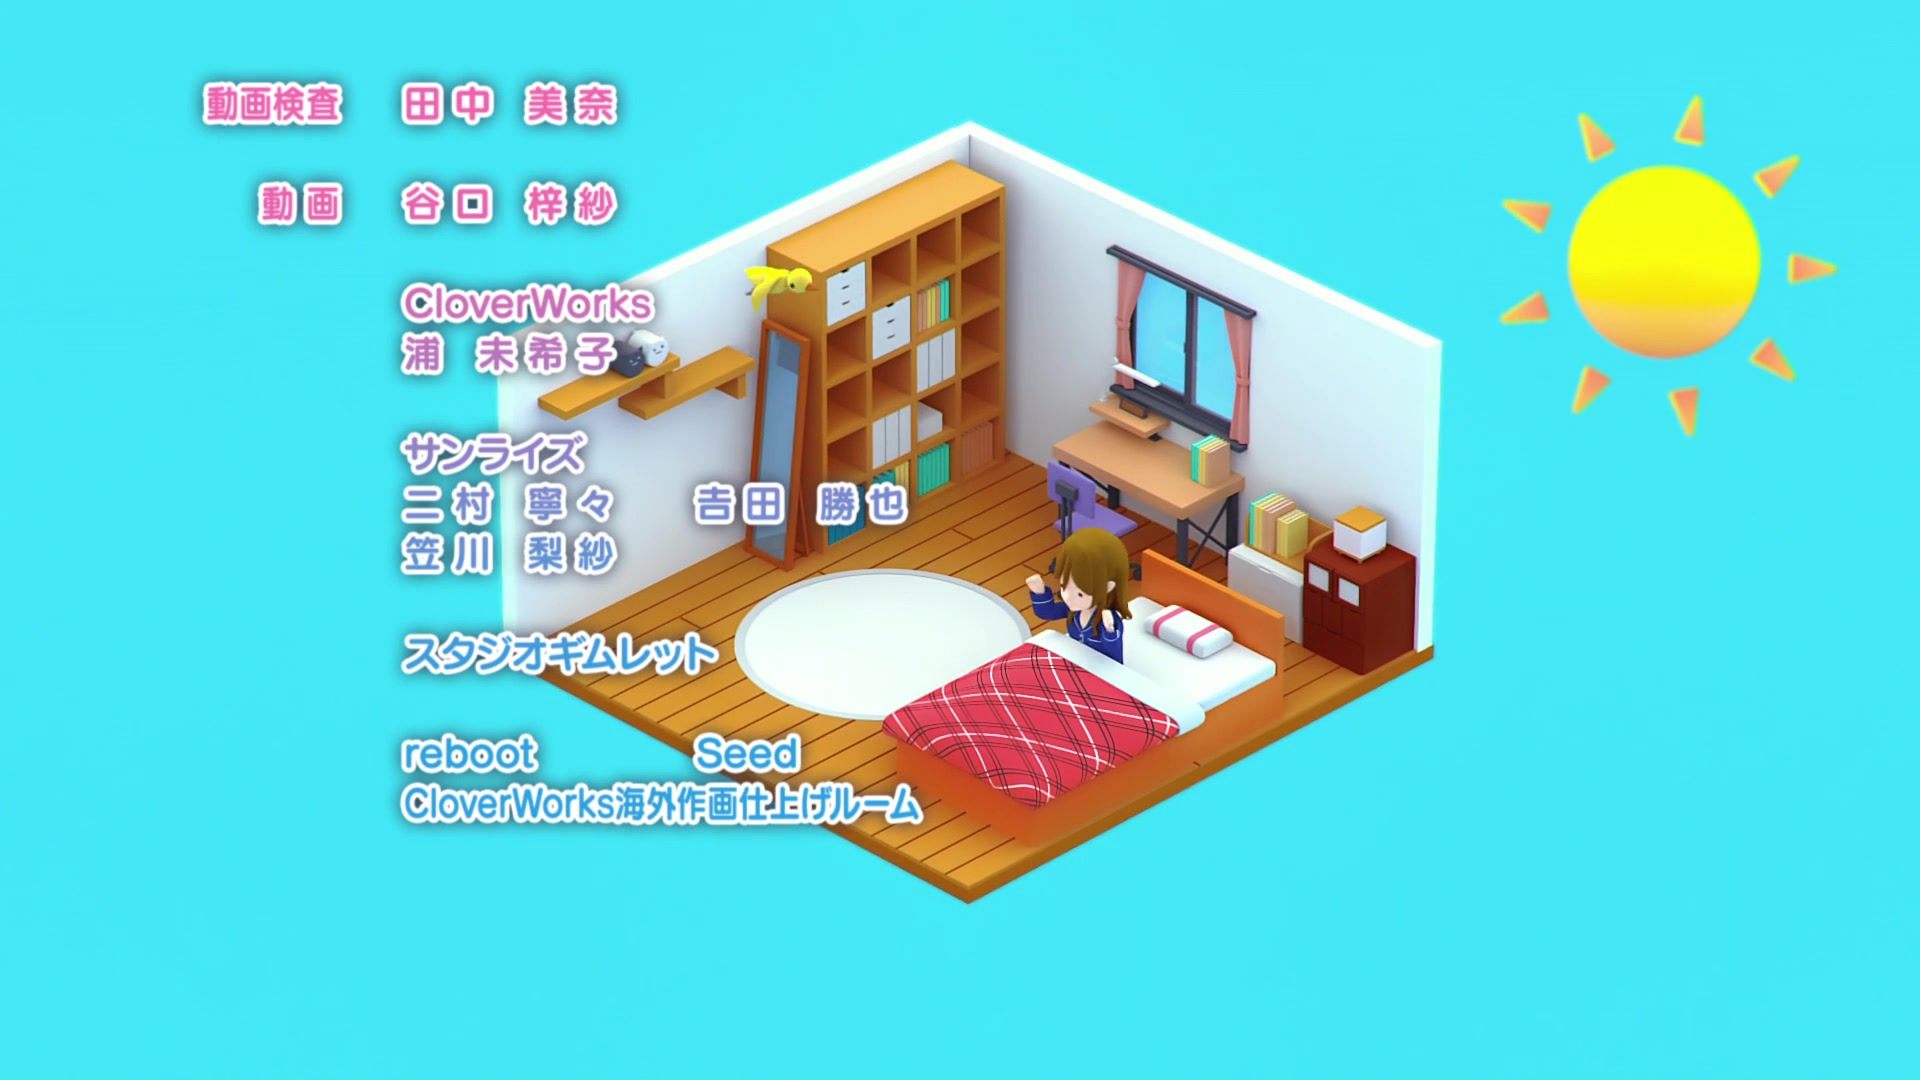 動画検査 田中 美奈
動画 谷口 梓紗
CloverWorks
浦 未希子
サンライズ
二村 寧々 𠮷田 勝也
笠川 梨紗
スタジオギムレット
reboot Seed
CloverWorks海外作画仕上げルーム